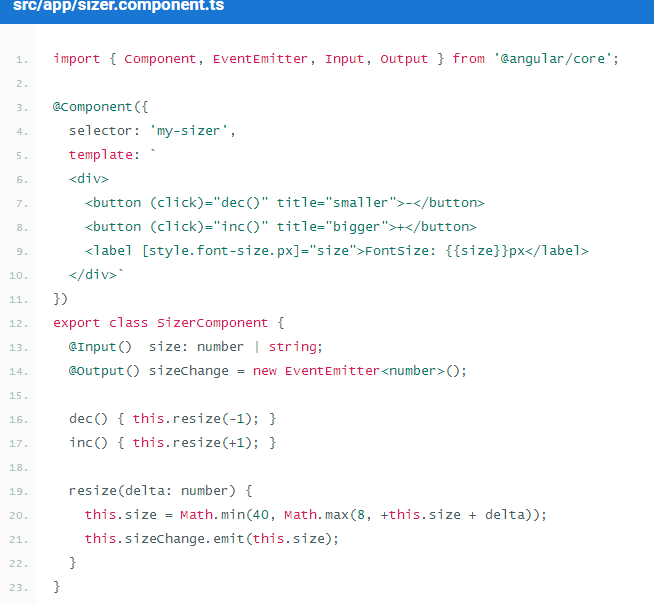 src/app/sizer.component.ts
1. import { Component, EventEmitter, Input, Output } from '@angular/core';
2.
3. @Component({
4.   selector: 'my-sizer',
5.   template: `
6.   <div>
7.     <button (click)="dec()" title="smaller">-</button>
8.     <button (click)="inc()" title="bigger">+</button>
9.     <label [style.font-size.px]="size">FontSize: {{size}}px</label>
10.   </div>`
11. })
12. export class SizerComponent {
13.   @Input()  size: number | string;
14.   @Output() sizeChange = new EventEmitter<number>();
15.
16.   dec() { this.resize(-1); }
17.   inc() { this.resize(+1); }
18.
19.   resize(delta: number) {
20.     this.size = Math.min(40, Math.max(8, +this.size + delta));
21.     this.sizeChange.emit(this.size);
22.   }
23. }